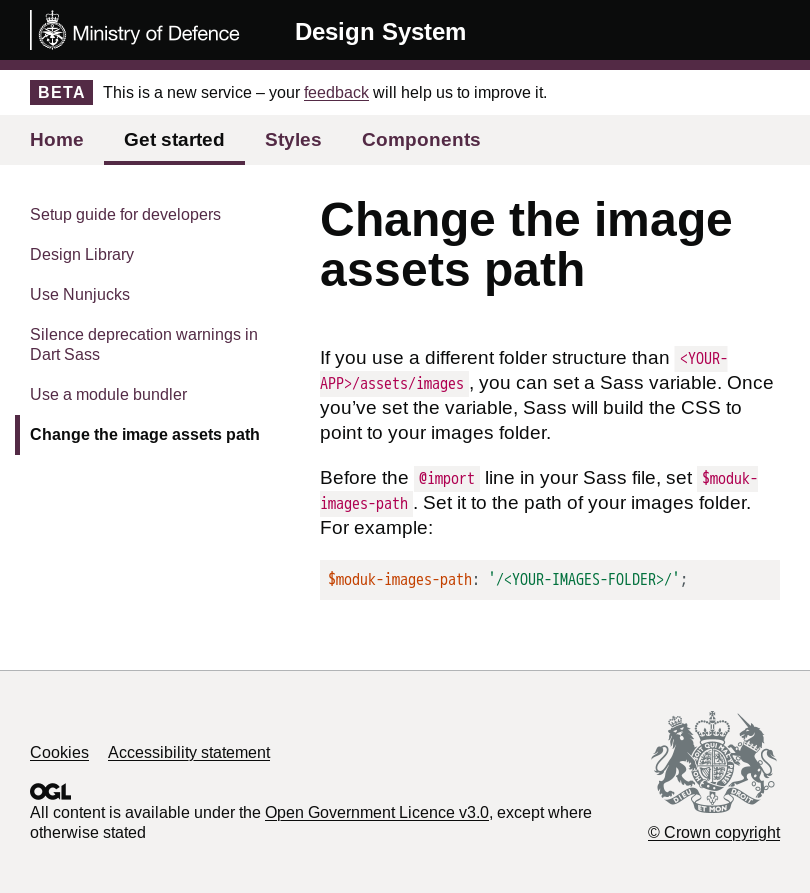 Ministry of Defence
Design System
BETA
This is a new service – your feedback will help us to improve it.
Home
Get started
Styles
Components
Setup guide for developers
Design Library
Use Nunjucks
Silence deprecation warnings in
Dart Sass
Use a module bundler
Change the image assets path
Change the image
assets path
If you use a different folder structure than <YOUR-
APP>/assets/images, you can set a Sass variable. Once
you’ve set the variable, Sass will build the CSS to
point to your images folder.
Before the @import line in your Sass file, set $moduk-
images-path. Set it to the path of your images folder.
For example:
$moduk-images-path: '/<YOUR-IMAGES-FOLDER>/';
Cookies
Accessibility statement
OGL
All content is available under the Open Government Licence v3.0, except where
otherwise stated
DIEU ET MON DROIT
© Crown copyright